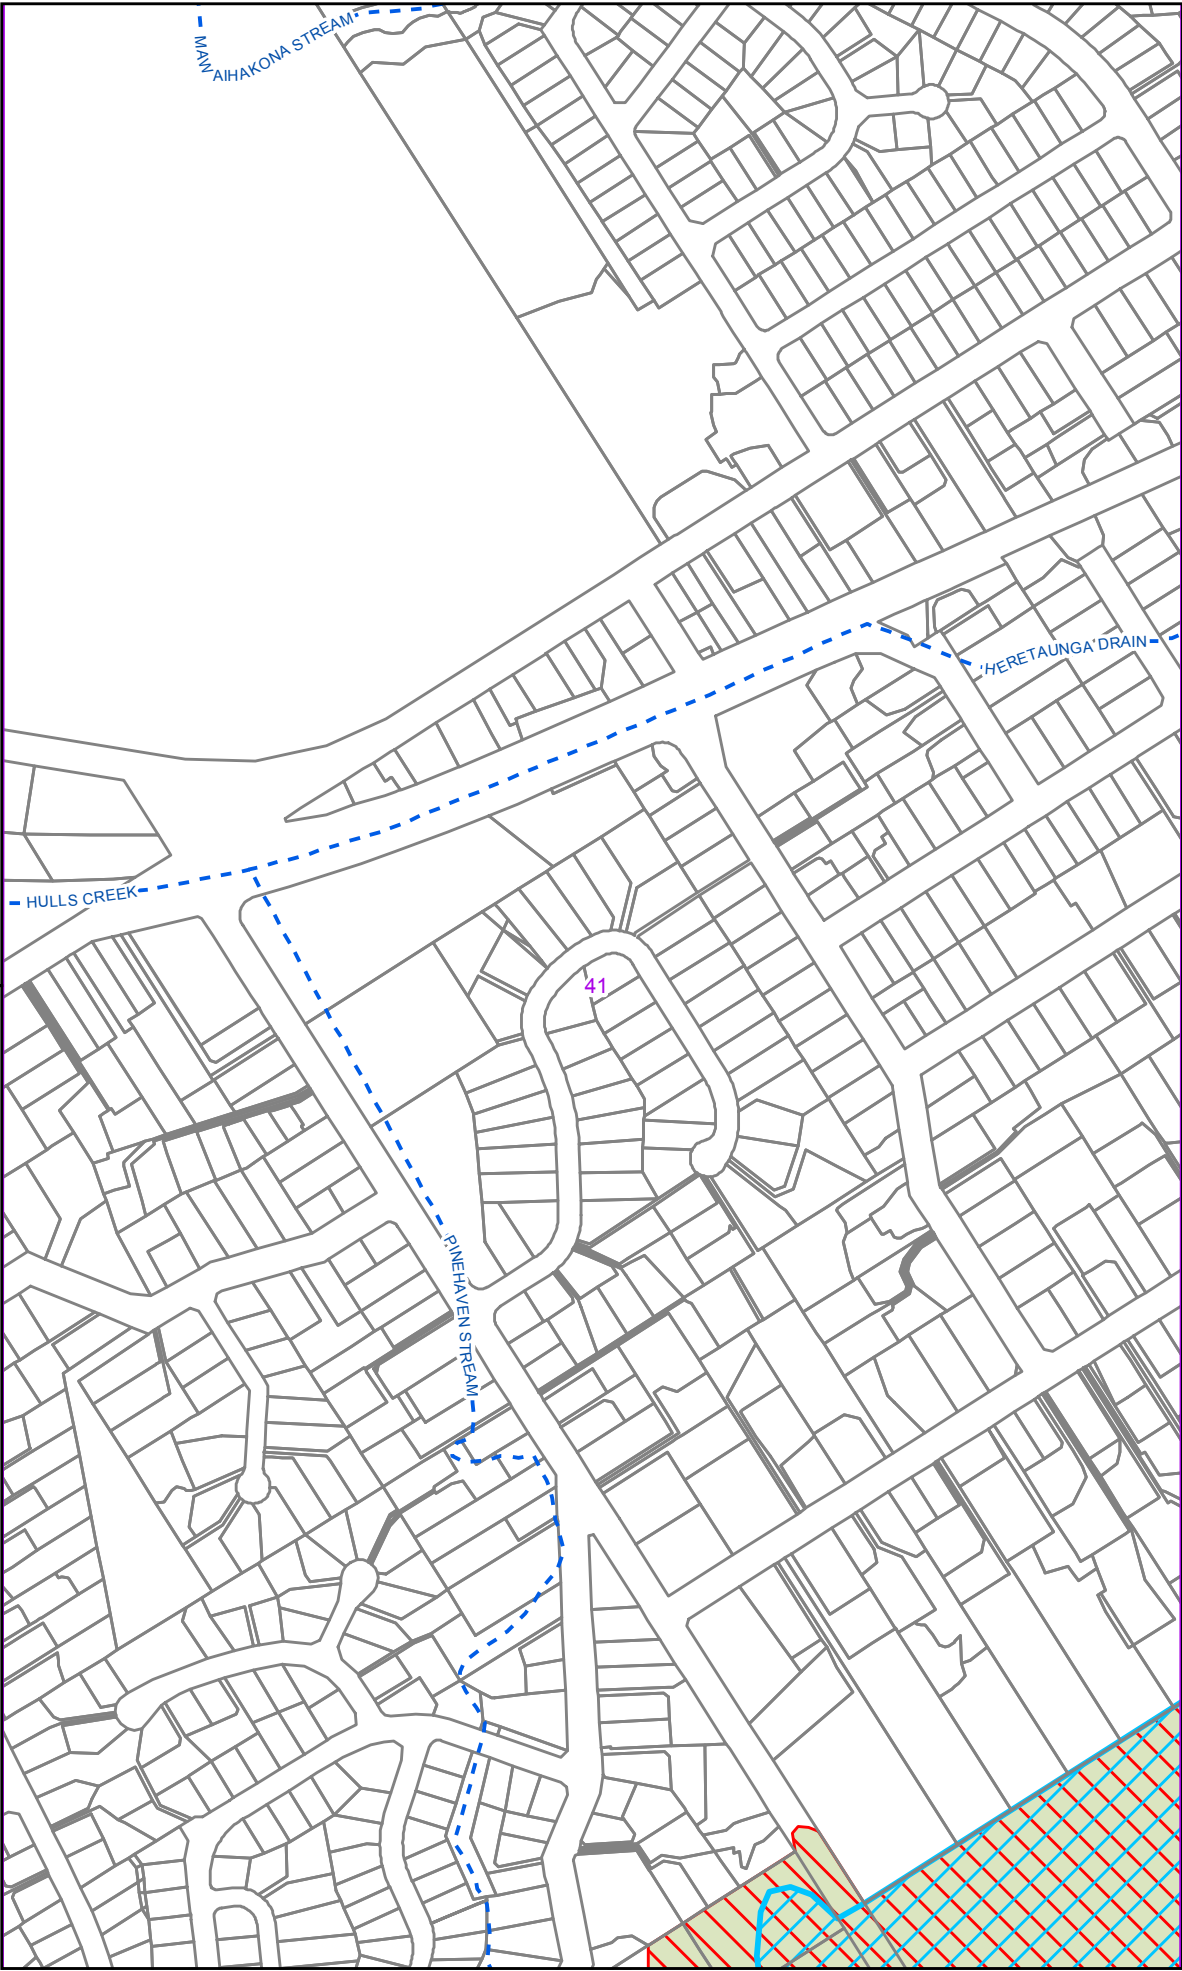 MAWAIHAKONA STREAM
HERETAUNGA DRAIN
HULLS CREEK
41
PINEHAVEN STREAM